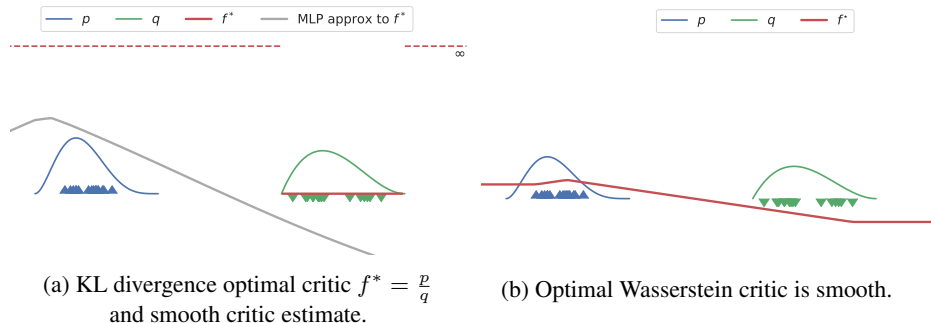 p q f* MLP approx to f*
p q f*
∞
(a) KL divergence optimal critic f* = p/q
and smooth critic estimate.
(b) Optimal Wasserstein critic is smooth.